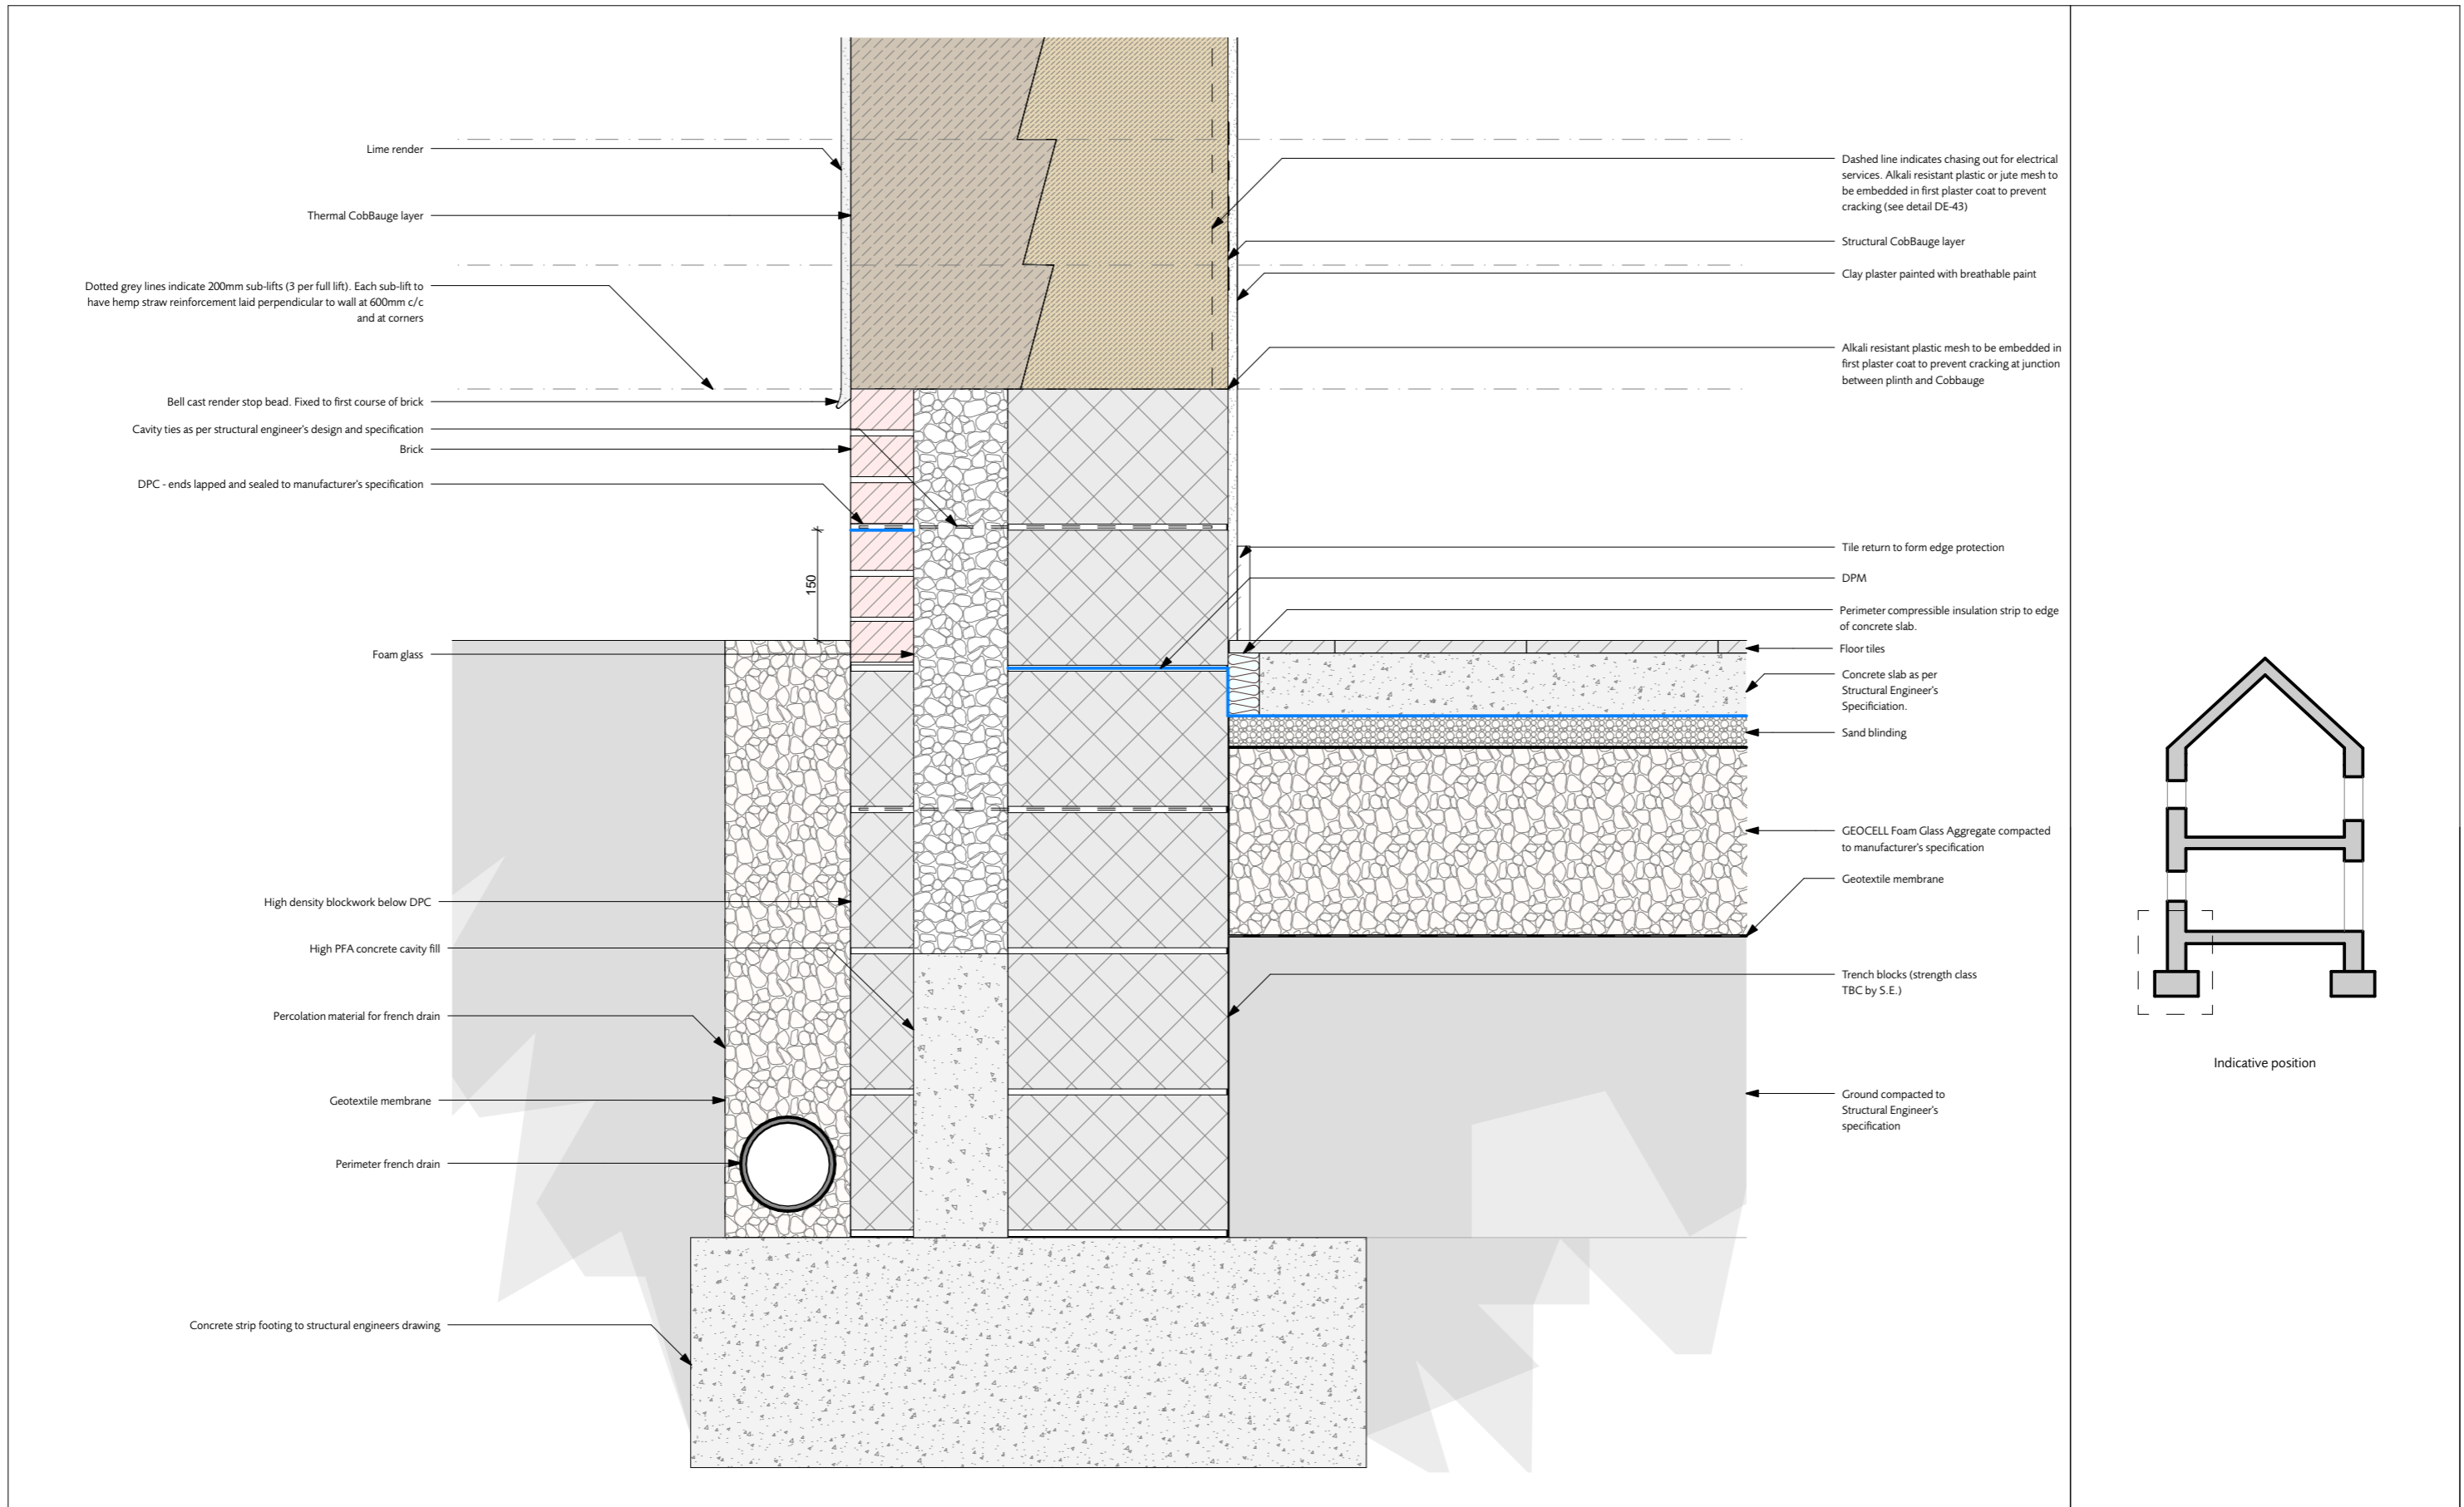 Lime render
Thermal CobBauge layer
Dotted grey lines indicate 200mm sub-lifts (3 per full lift). Each sub-lift to
have hemp straw reinforcement laid perpendicular to wall at 600mm c/c
and at corners
Bell cast render stop bead. Fixed to first course of brick
Cavity ties as per structural engineer's design and specification
Brick
DPC - ends lapped and sealed to manufacturer's specification
150
Foam glass
High density blockwork below DPC
High PFA concrete cavity fill
Percolation material for french drain
Geotextile membrane
Perimeter french drain
Concrete strip footing to structural engineers drawing
Dashed line indicates chasing out for electrical
services. Alkali resistant plastic or jute mesh to
be embedded in first plaster coat to prevent
cracking (see detail DE-43)
Structural CobBauge layer
Clay plaster painted with breathable paint
Alkali resistant plastic mesh to be embedded in
first plaster coat to prevent cracking at junction
between plinth and Cobbauge
Tile return to form edge protection
DPM
Perimeter compressible insulation strip to edge
of concrete slab.
Floor tiles
Concrete slab as per
Structural Engineer's
Specificiation.
Sand blinding
GEOCELL Foam Glass Aggregate compacted
to manufacturer's specification
Geotextile membrane
Trench blocks (strength class
TBC by S.E.)
Ground compacted to
Structural Engineer's
specification
Indicative position